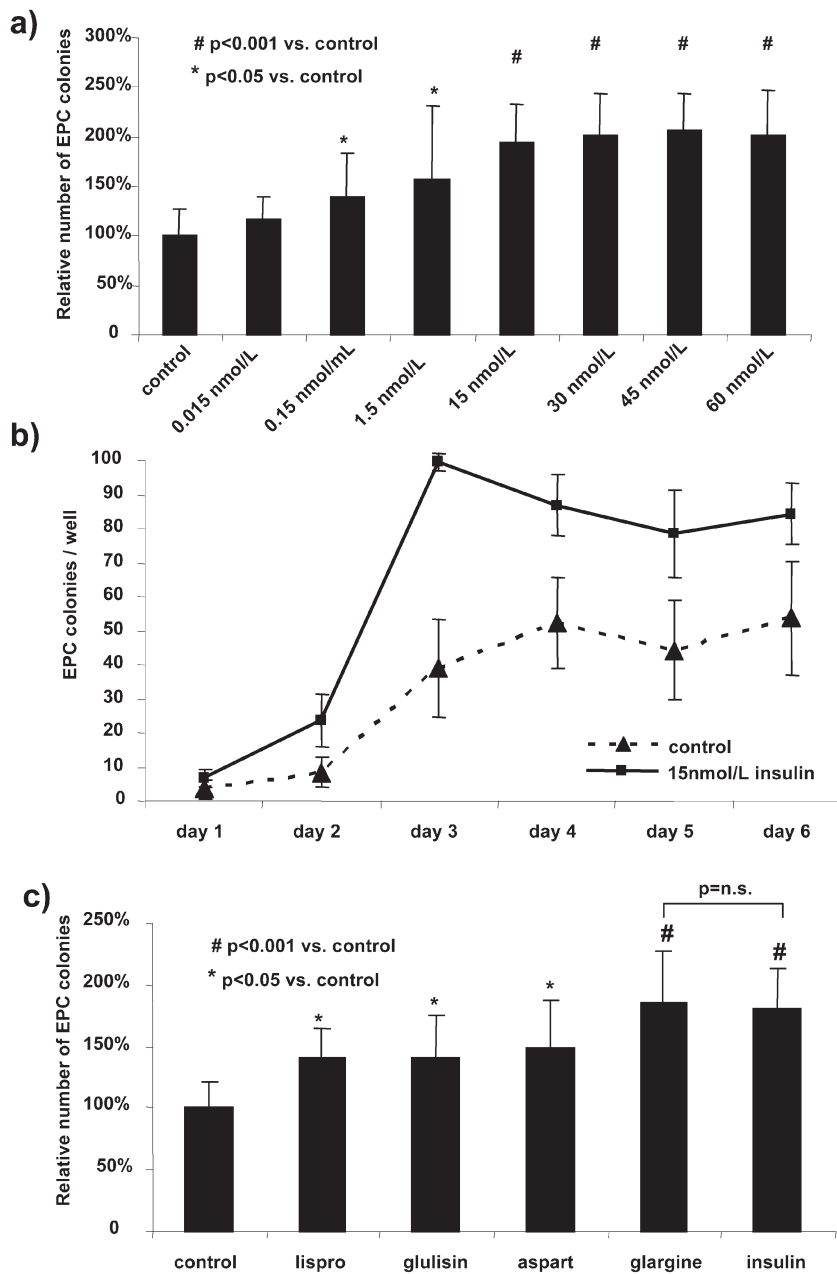 a)
Relative number of EPC colonies
300%
250%
200%
150%
100%
50%
0
# p<0.001 vs. control
* p<0.05 vs. control
*
*
#
#
#
#
control
0.015 nmol/L
0.15 nmol/mL
1.5 nmol/L
15 nmol/L
30 nmol/L
45 nmol/L
60 nmol/L
b)
EPC colonies / well
100
90
80
70
60
50
40
30
20
10
0
control
15nmol/L insulin
day 1
day 2
day 3
day 4
day 5
day 6
c)
Relative number of EPC colonies
250%
200%
150%
100%
50%
0
# p<0.001 vs. control
* p<0.05 vs. control
p=n.s.
*
*
*
#
#
control
lispro
glulisin
aspart
glargine
insulin